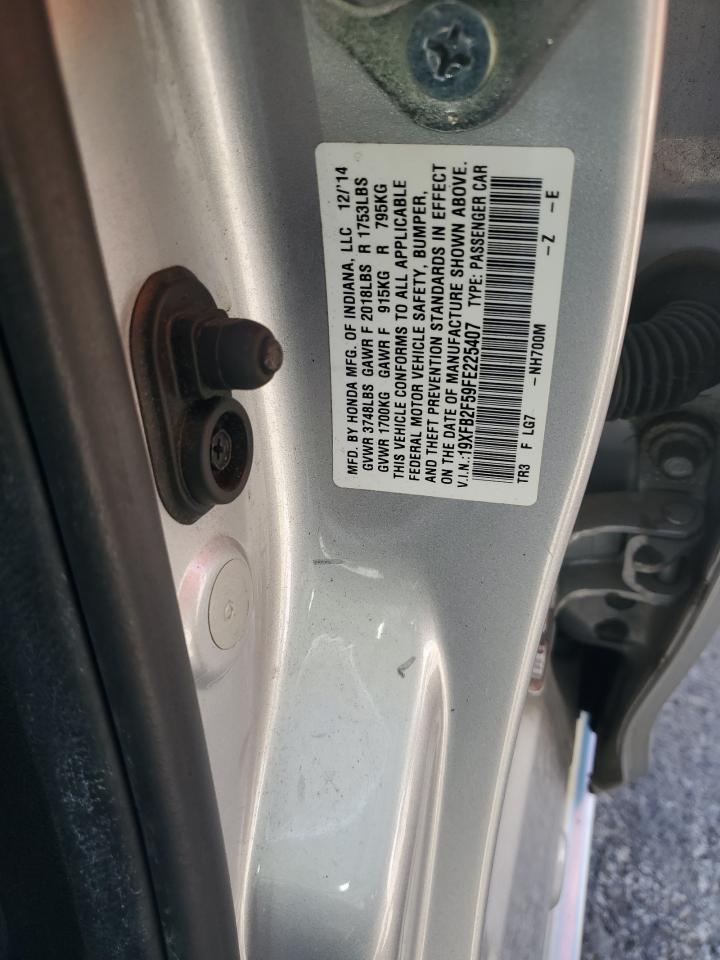 MFD. BY HONDA MFG. OF INDIANA, LLC 12/'14
GVWR 3748LBS GAWR F 2018LBS R 1753LBS
GVWR 1700KG GAWR F 915KG R 795KG
THIS VEHICLE CONFORMS TO ALL APPLICABLE
FEDERAL MOTOR VEHICLE SAFETY, BUMPER,
AND THEFT PREVENTION STANDARDS IN EFFECT
ON THE DATE OF MANUFACTURE SHOWN ABOVE.
V.I.N.:19XFB2F59FE225407 TYPE: PASSENGER CAR
TR3 F LG7 -NH700M -Z -E